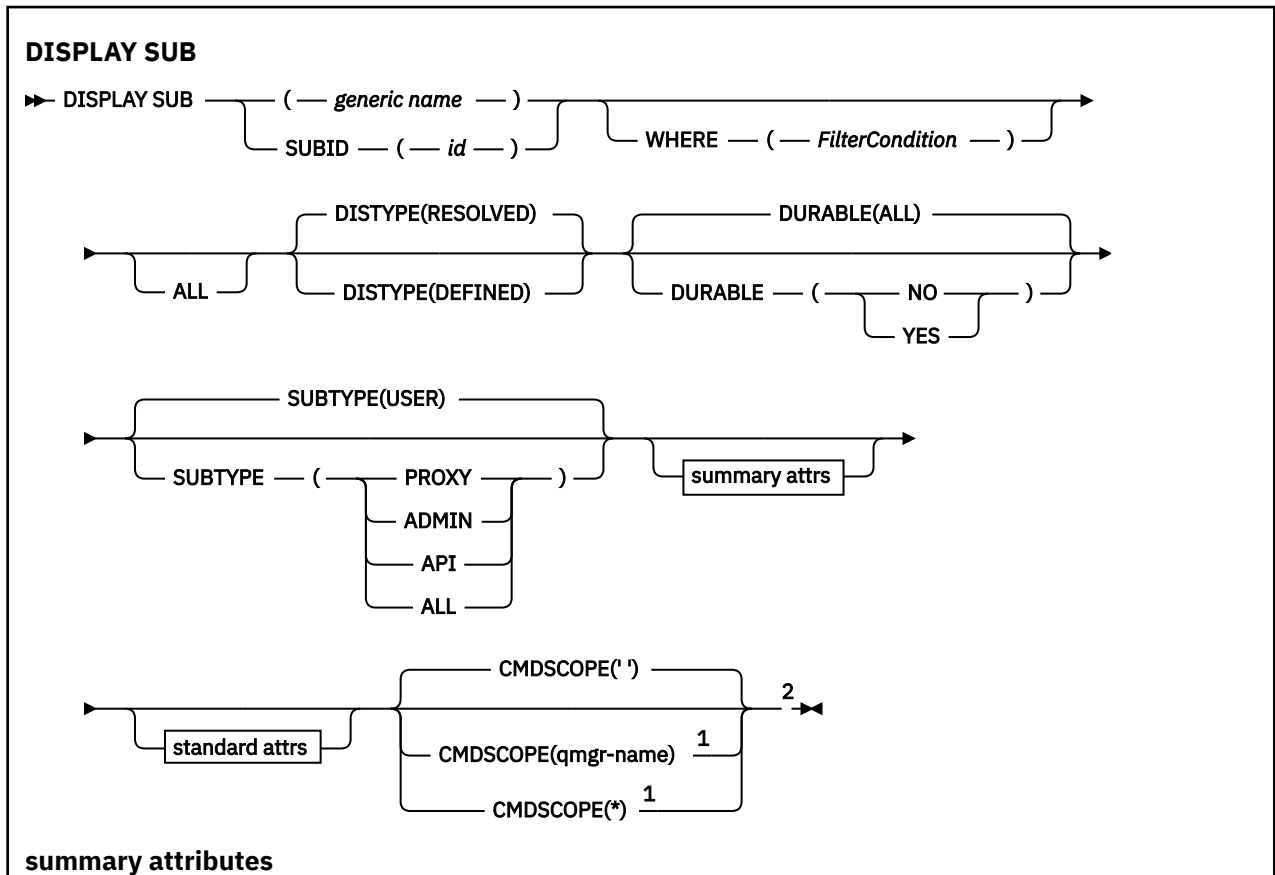 DISPLAY SUB
DISPLAY SUB ( generic name )
SUBID ( id )
WHERE ( FilterCondition )
ALL
DISTYPE(RESOLVED)
DISTYPE(DEFINED)
DURABLE(ALL)
DURABLE ( NO )
YES
SUBTYPE(USER)
SUBTYPE ( PROXY )
ADMIN
API
ALL
summary attrs
standard attrs
CMDSCOPE(' ')
CMDSCOPE(qmgr-name) 1
CMDSCOPE(*) 1
2
summary attributes